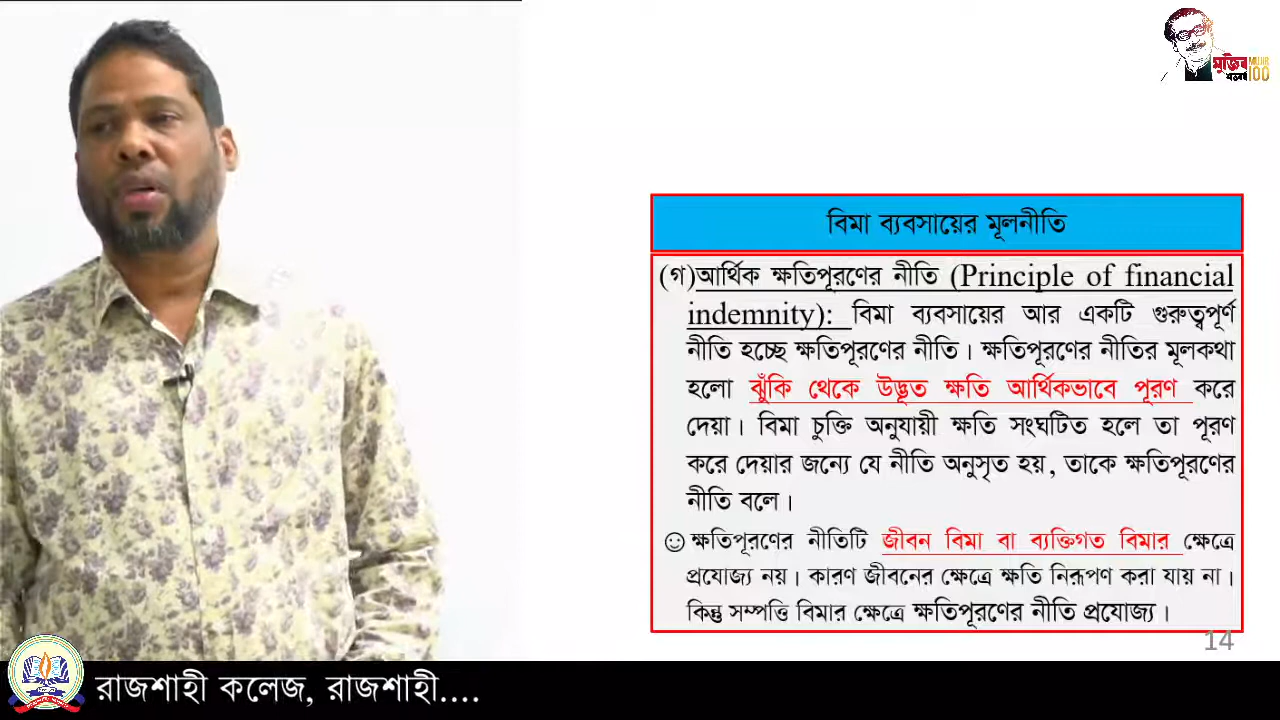 মুজিব MUJIR
শতবর্ষ 100
বিমা ব্যবসায়ের মূলনীতি
(গ)আর্থিক ক্ষতিপূরণের নীতি (Principle of financial
indemnity): বিমা ব্যবসায়ের আর একটি গুরুত্বপূর্ণ
নীতি হচ্ছে ক্ষতিপূরণের নীতি। ক্ষতিপূরণের নীতির মূলকথা
হলো ঝুঁকি থেকে উদ্ভূত ক্ষতি আর্থিকভাবে পূরণ করে
দেয়া। বিমা চুক্তি অনুযায়ী ক্ষতি সংঘটিত হলে তা পূরণ
করে দেয়ার জন্যে যে নীতি অনুসৃত হয়, তাকে ক্ষতিপূরণের
নীতি বলে।
☺ক্ষতিপূরণের নীতিটি জীবন বিমা বা ব্যক্তিগত বিমার ক্ষেত্রে
প্রযোজ্য নয়। কারণ জীবনের ক্ষেত্রে ক্ষতি নিরূপণ করা যায় না।
কিন্তু সম্পত্তি বিমার ক্ষেত্রে ক্ষতিপূরণের নীতি প্রযোজ্য।
14
রাজশাহী কলেজ, রাজশাহী....